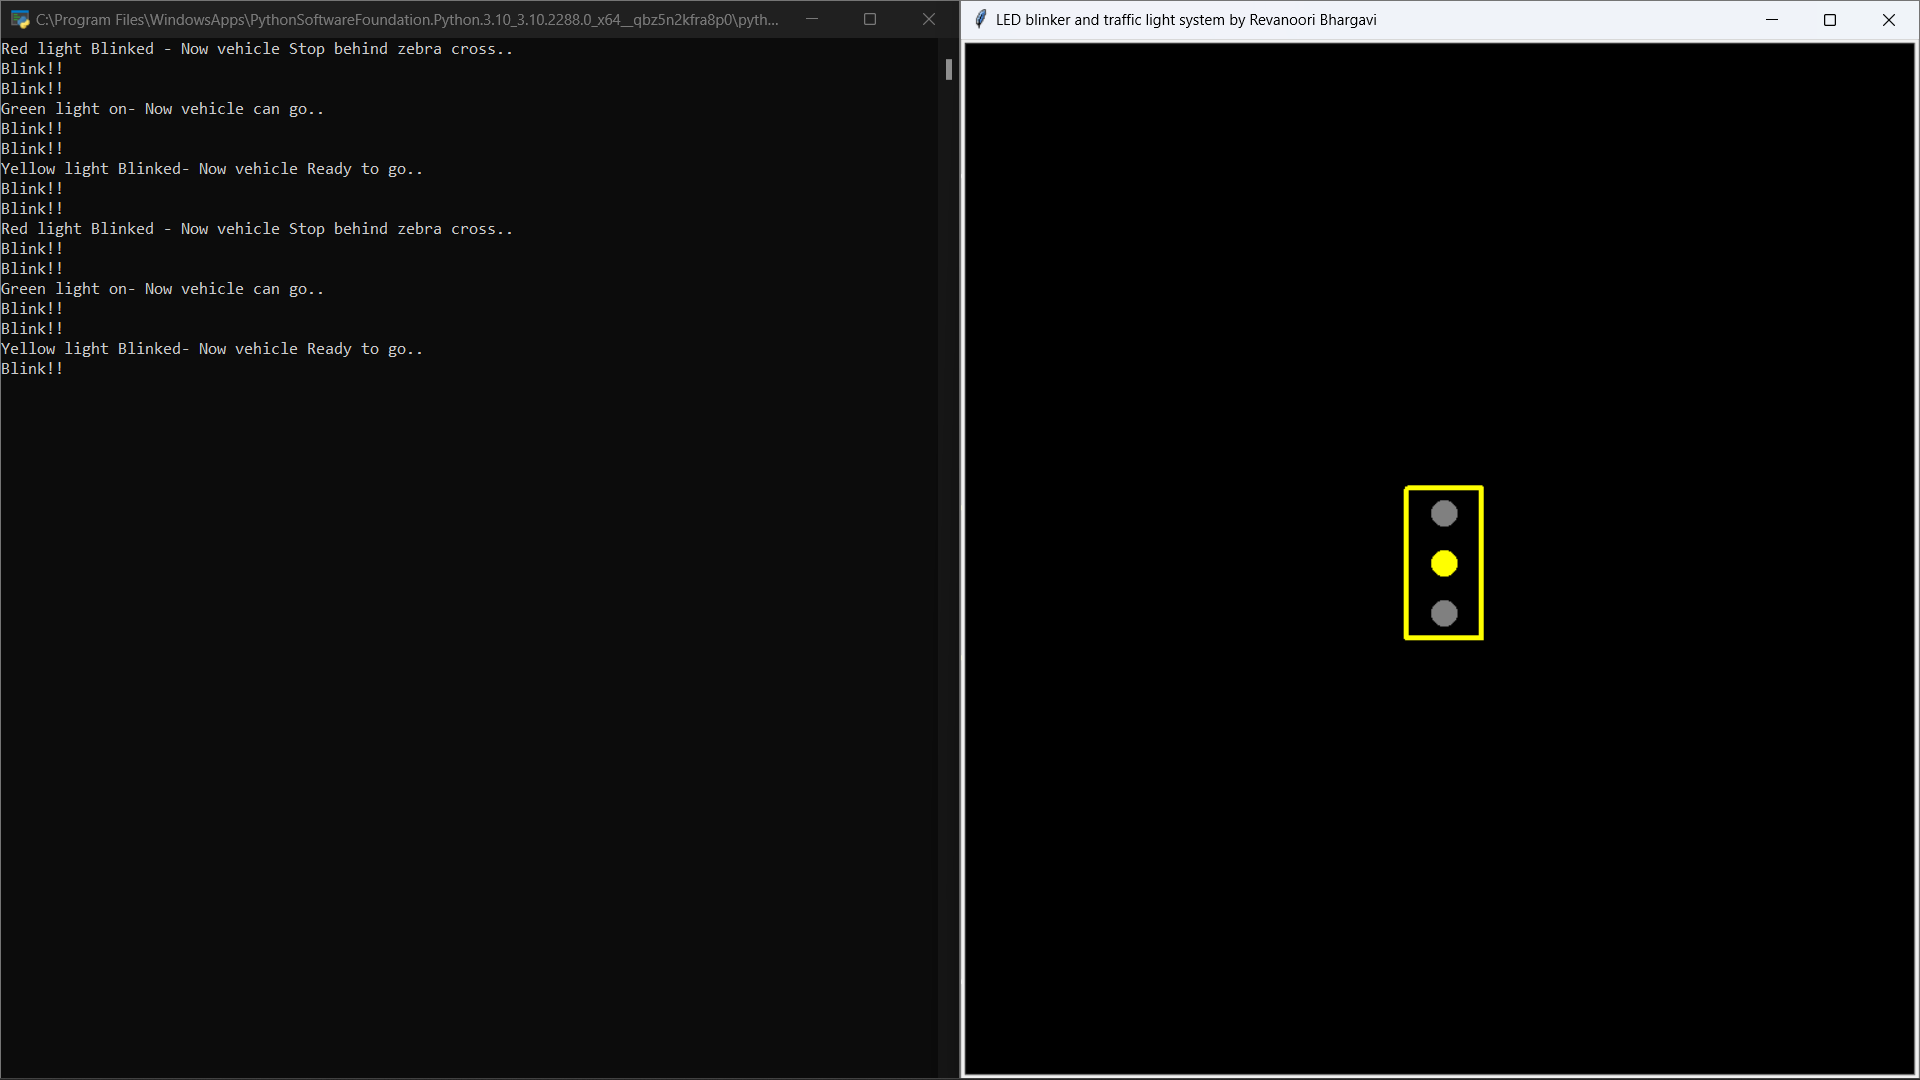 C:\Program Files\WindowsApps\PythonSoftwareFoundation.Python.3.10_3.10.2288.0_x64__qbz5n2kfra8p0\pyth...
Red light Blinked - Now vehicle Stop behind zebra cross..
Blink!!
Blink!!
Green light on- Now vehicle can go..
Blink!!
Blink!!
Yellow light Blinked- Now vehicle Ready to go..
Blink!!
Blink!!
Red light Blinked - Now vehicle Stop behind zebra cross..
Blink!!
Blink!!
Green light on- Now vehicle can go..
Blink!!
Blink!!
Yellow light Blinked- Now vehicle Ready to go..
Blink!!
LED blinker and traffic light system by Revanoori Bhargavi